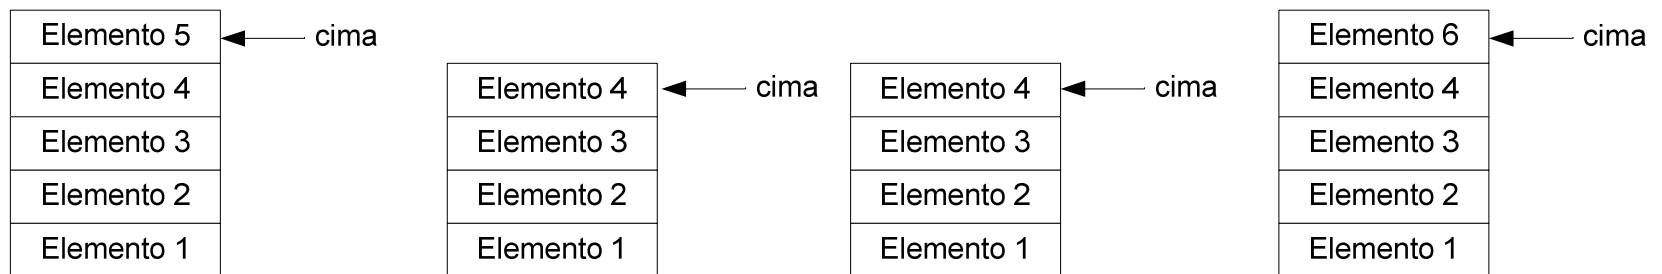 Elemento 5 cima Elemento 6 cima
Elemento 4 Elemento 4 cima Elemento 4 cima Elemento 4
Elemento 3 Elemento 3 Elemento 3 Elemento 3
Elemento 2 Elemento 2 Elemento 2 Elemento 2
Elemento 1 Elemento 1 Elemento 1 Elemento 1